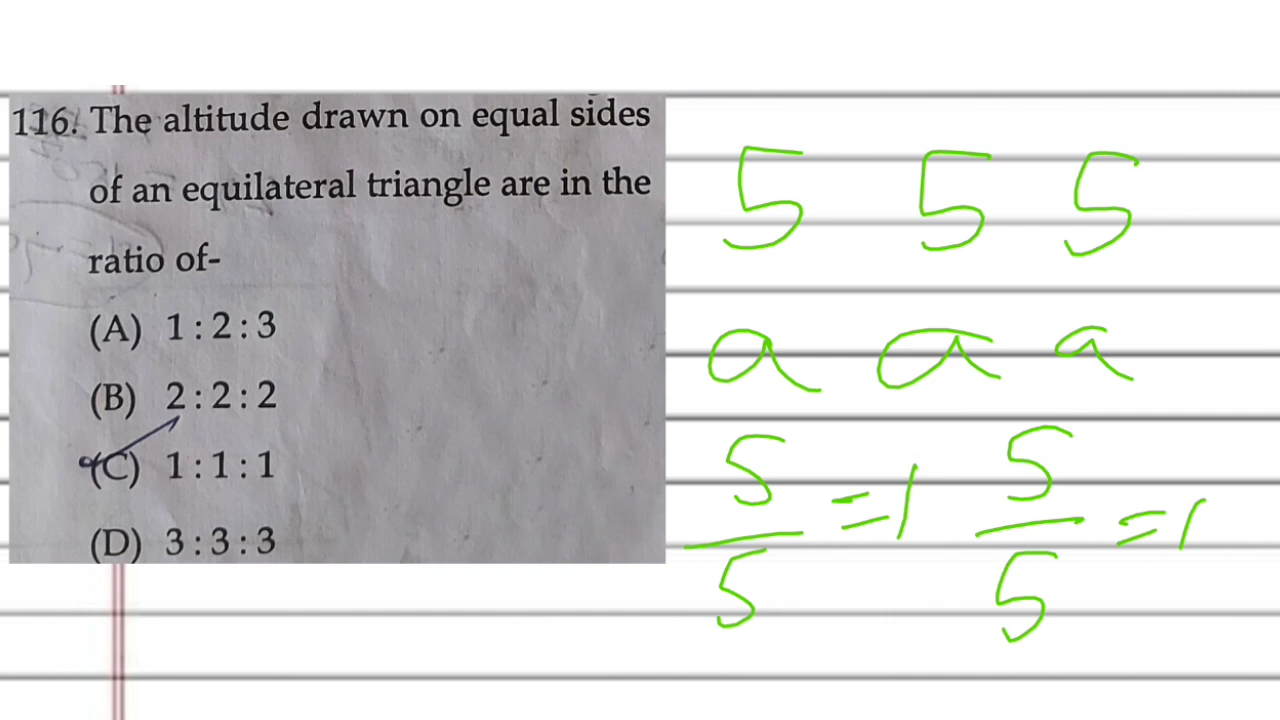 116. The altitude drawn on equal sides
of an equilateral triangle are in the
ratio of-
(A) 1 : 2 : 3
(B) 2 : 2 : 2
(C) 1 : 1 : 1
(D) 3 : 3 : 3
5 5 5
a a a
5/5 = 1 5/5 = 1